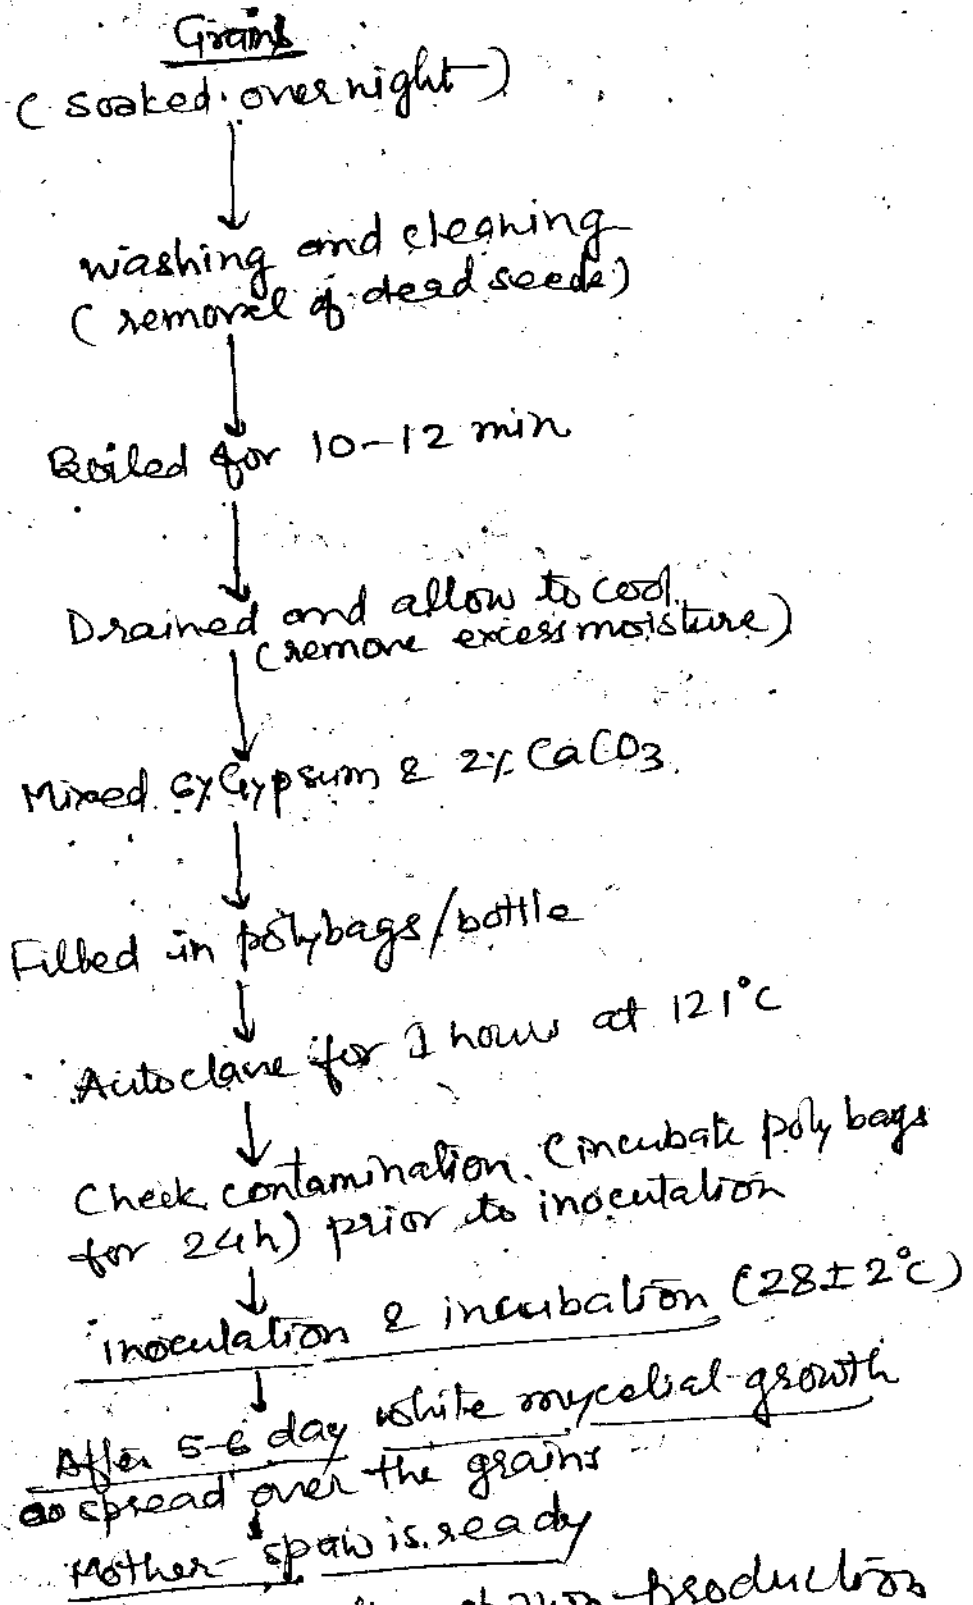 Grains
(soaked overnight)
washing and cleaning
(removal of dead seeds)
Boiled for 10-12 min
Drained and allow to cool.
(remove excess moisture)
Mixed 6% Gypsum & 2% CaCO3.
Filled in polybags/bottle
Autoclave for hours at 121°C
Check contamination. (incubate poly bags
for 24h) prior to inoculation
inoculation & incubation (28±2°C)
After 5-6 day white mycelial growth
spread over the grains
Mother-spawn is ready
production